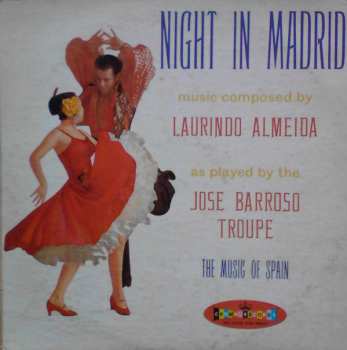 NIGHT IN MADRID
music composed by
LAURINDO ALMEIDA
as played by the
JOSE BARROSO
TROUPE
THE MUSIC OF SPAIN